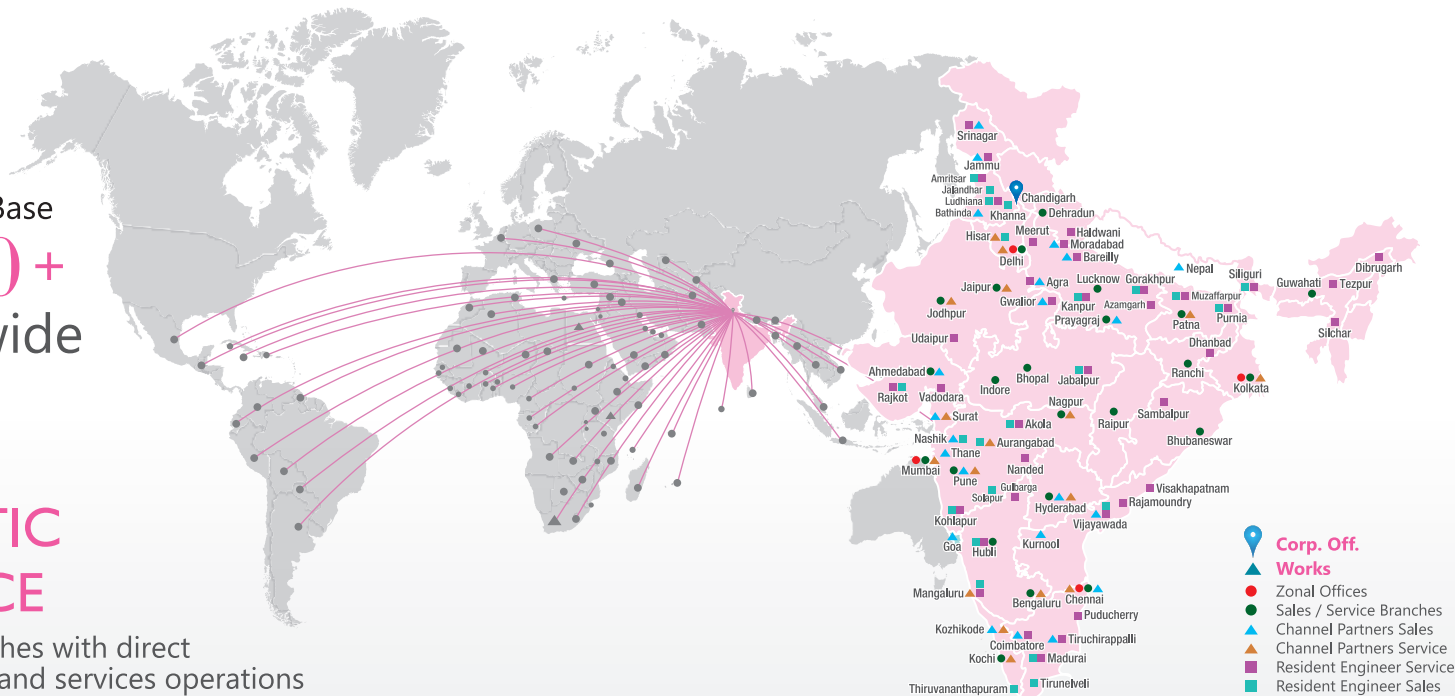 Base
0 +
wide
TIC
CE
hes with direct
and services operations
Srinagar
Jammu
Amritsar
Jalandhar
Ludhiana
Khanna
Chandigarh
Bathinda
Dehradun
Hisar
Meerut
Haldwani
Moradabad
Delhi
Bareilly
Nepal
Agra
Lucknow
Gorakhpur
Siliguri
Dibrugarh
Guwahati
Tezpur
Jaipur
Gwalior
Kanpur
Azamgarh
Muzaffarpur
Jodhpur
Prayagraj
Patna
Purnia
Silchar
Udaipur
Dhanbad
Ahmedabad
Indore
Bhopal
Jabalpur
Ranchi
Kolkata
Rajkot
Vadodara
Nagpur
Sambalpur
Surat
Akola
Raipur
Bhubaneswar
Nashik
Aurangabad
Thane
Mumbai
Pune
Nanded
Gulbarga
Solapur
Hyderabad
Visakhapatnam
Rajamoundry
Kohlapur
Vijayawada
Goa
Hubli
Kurnool
Mangaluru
Bengaluru
Chennai
Puducherry
Kozhikode
Coimbatore
Tiruchirappalli
Kochi
Madurai
Thiruvananthapuram
Tirunelveli
Corp. Off.
Works
Zonal Offices
Sales / Service Branches
Channel Partners Sales
Channel Partners Service
Resident Engineer Service
Resident Engineer Sales